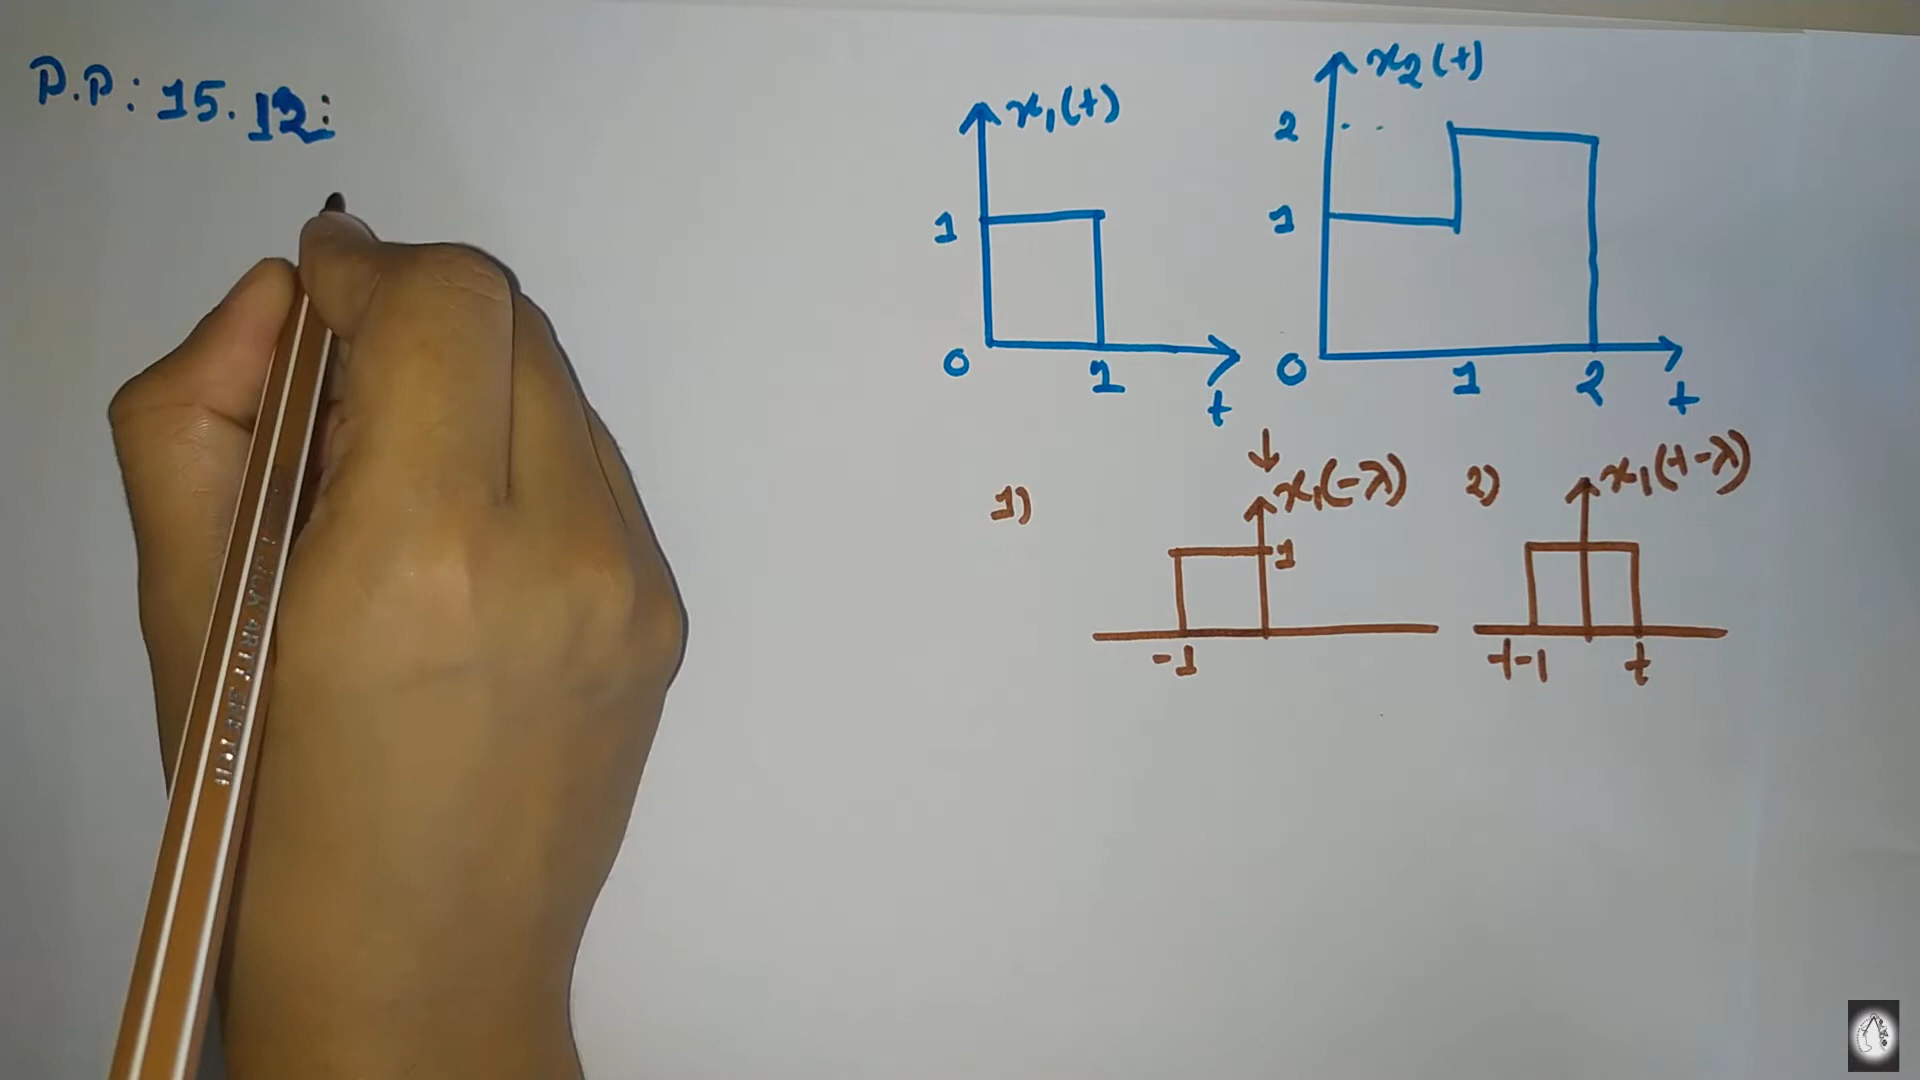 P.P: 15.12:
x₁(t)
1
0
1
t
x₂(t)
2
1
0
1
2
t
1)
↓
x₁(-λ)
1
-1
2)
x₁(t-λ)
t-1
t